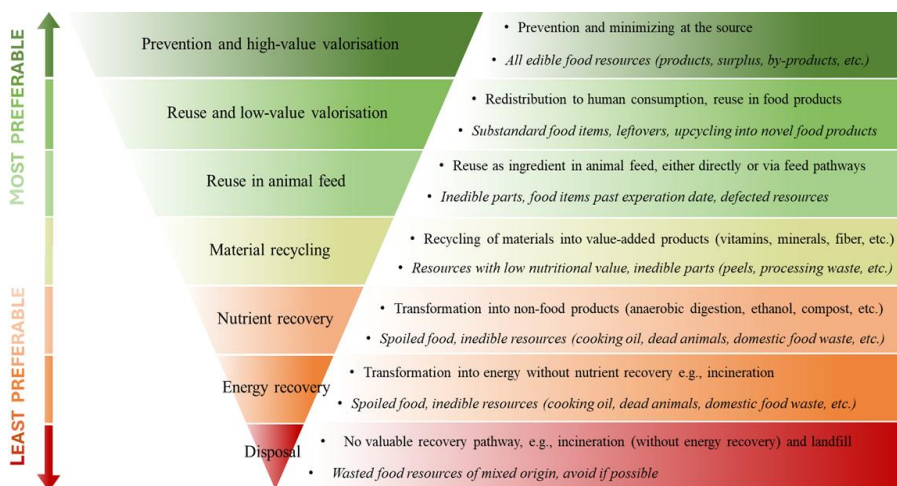 MOST PREFERABLE
LEAST PREFERABLE
Prevention and high-value valorisation
• Prevention and minimizing at the source
• All edible food resources (products, surplus, by-products, etc.)
Reuse and low-value valorisation
• Redistribution to human consumption, reuse in food products
• Substandard food items, leftovers, upcycling into novel food products
Reuse in animal feed
• Reuse as ingredient in animal feed, either directly or via feed pathways
• Inedible parts, food items past experation date, defected resources
Material recycling
• Recycling of materials into value-added products (vitamins, minerals, fiber, etc.)
• Resources with low nutritional value, inedible parts (peels, processing waste, etc.)
Nutrient recovery
• Transformation into non-food products (anaerobic digestion, ethanol, compost, etc.)
• Spoiled food, inedible resources (cooking oil, dead animals, domestic food waste, etc.)
Energy recovery
• Transformation into energy without nutrient recovery e.g., incineration
• Spoiled food, inedible resources (cooking oil, dead animals, domestic food waste, etc.)
Disposal
• No valuable recovery pathway, e.g., incineration (without energy recovery) and landfill
• Wasted food resources of mixed origin, avoid if possible